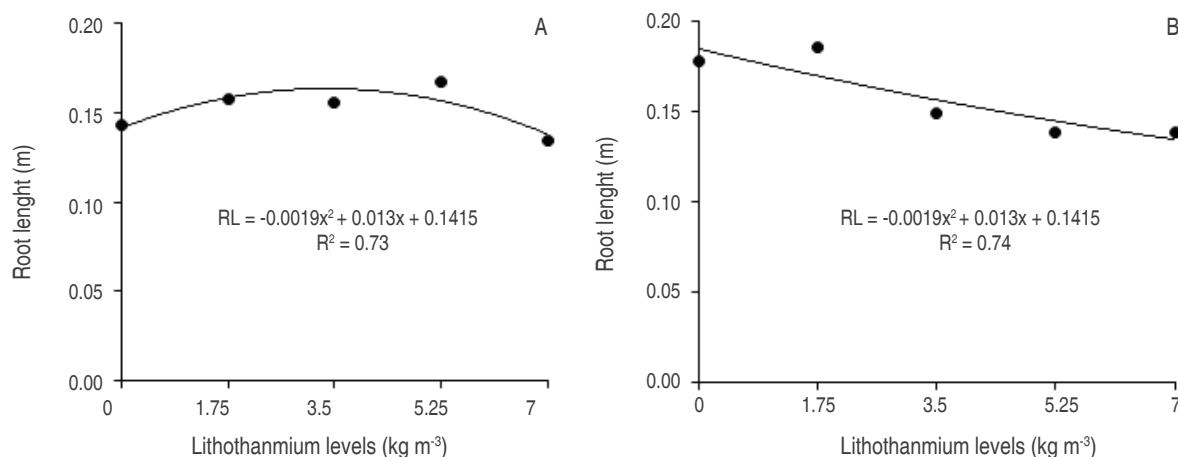 A
Root lenght (m)
0.20
0.15
0.10
0.05
0.00
RL = -0.0019x² + 0.013x + 0.1415
R² = 0.73
0 1.75 3.5 5.25 7
Lithothanmium levels (kg m⁻³)
B
Root lenght (m)
0.20
0.15
0.10
0.05
0.00
RL = -0.0019x² + 0.013x + 0.1415
R² = 0.74
0 1.75 3.5 5.25 7
Lithothanmium levels (kg m⁻³)